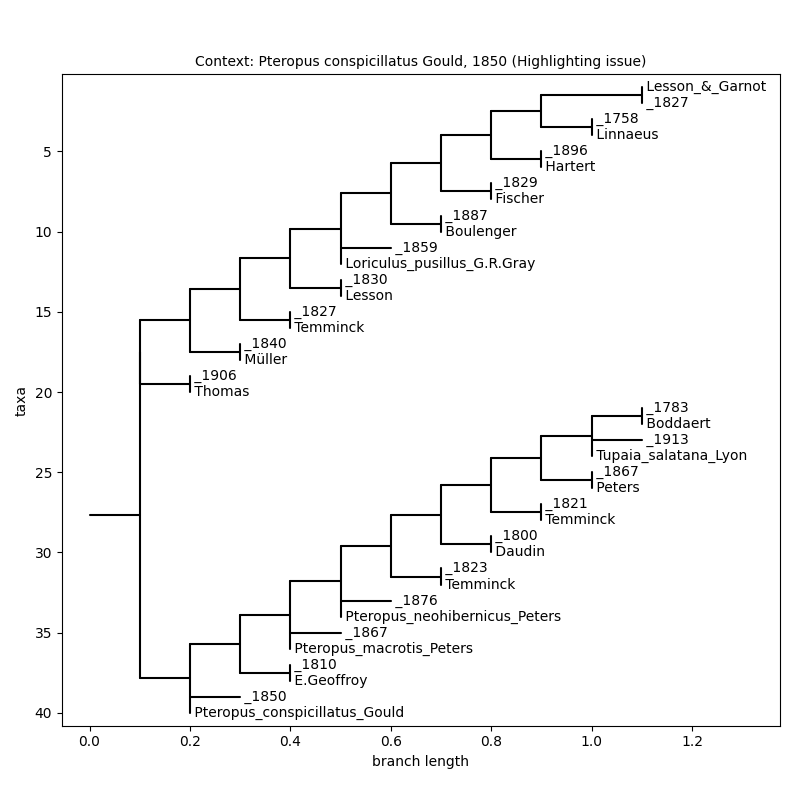 Context: Pteropus conspicillatus Gould, 1850 (Highlighting issue)
Lesson_&_Garnot
_1827
_1758
Linnaeus
_1896
Hartert
_1829
Fischer
_1887
Boulenger
_1859
Loriculus_pusillus_G.R.Gray
_1830
Lesson
_1827
Temminck
_1840
Müller
_1906
Thomas
_1783
Boddaert
_1913
Tupaia_salatana_Lyon
_1867
Peters
_1821
Temminck
_1800
Daudin
_1823
Temminck
_1876
Pteropus_neohibernicus_Peters
_1867
Pteropus_macrotis_Peters
_1810
E.Geoffroy
_1850
Pteropus_conspicillatus_Gould
5
10
15
20
25
30
35
40
taxa
0.0 0.2 0.4 0.6 0.8 1.0 1.2
branch length